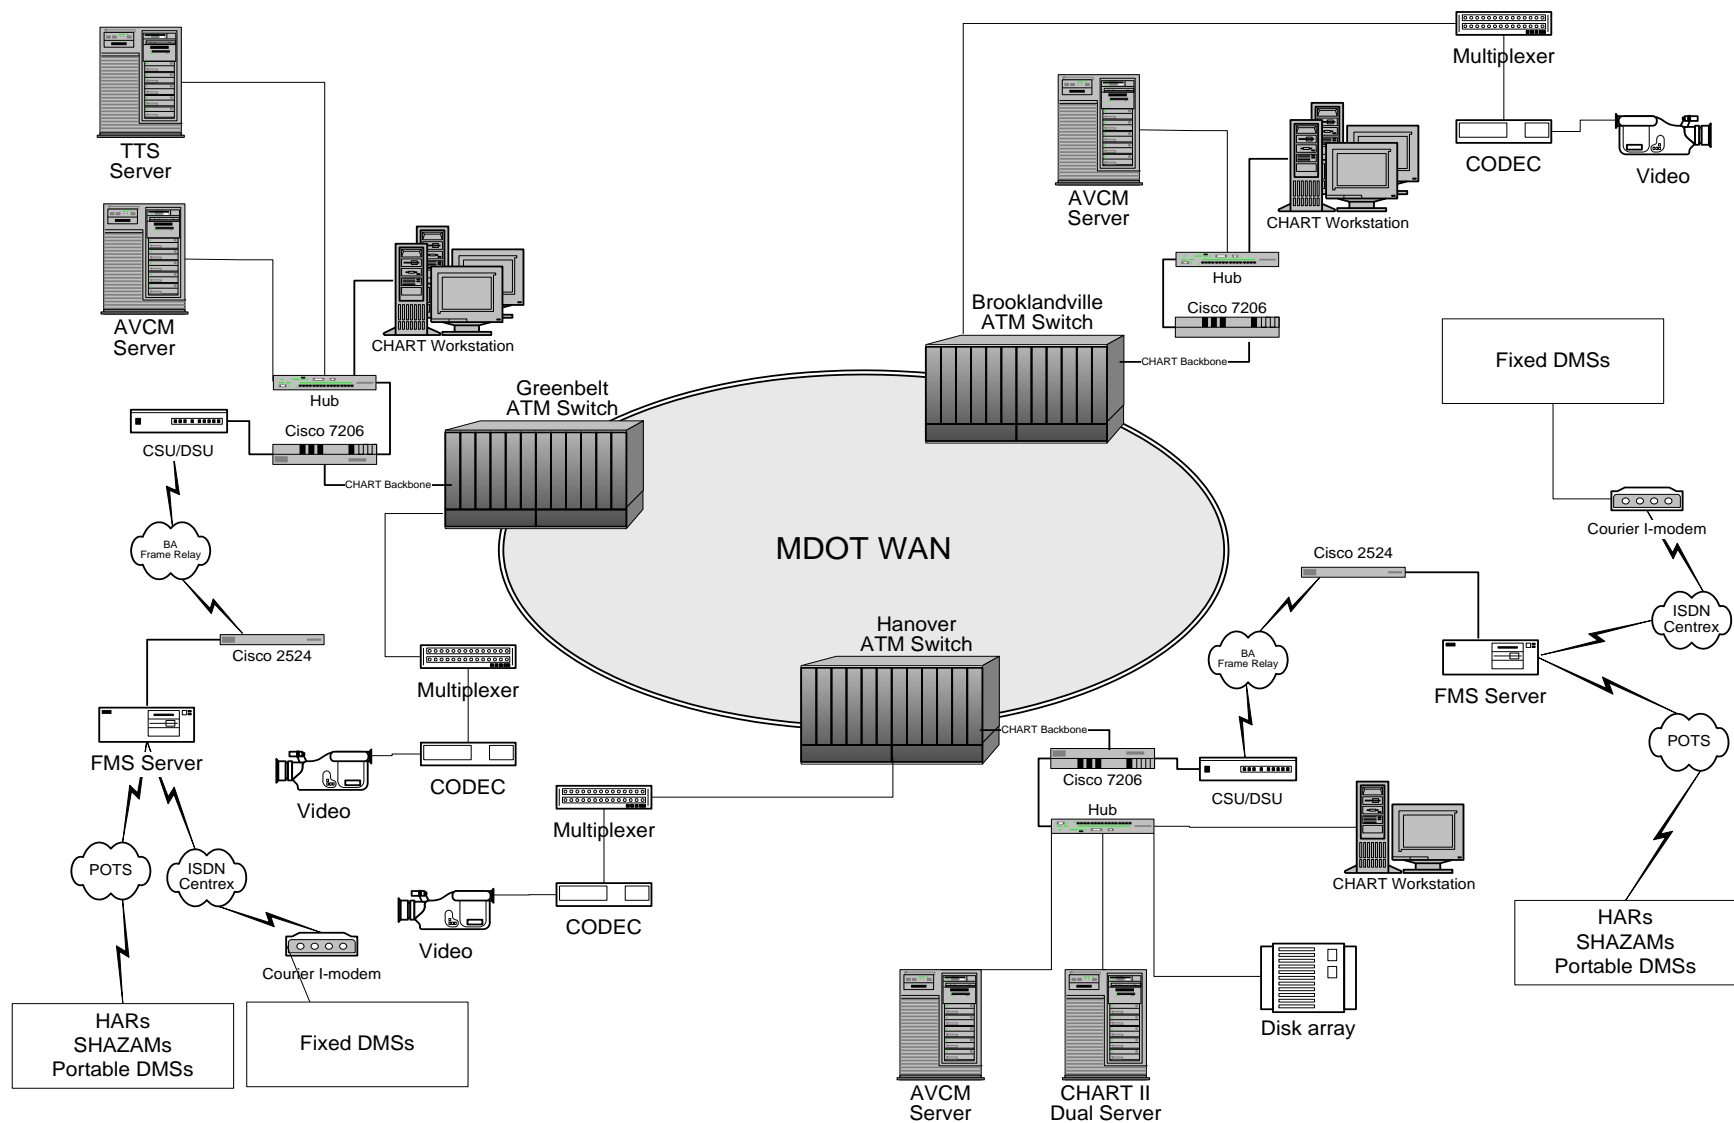 Multiplexer
TTS
Server
AVCM
Server
CODEC
Video
CHART Workstation
AVCM
Server
CHART Workstation
Hub
Brooklandville
ATM Switch
Cisco 7206
CHART Backbone
Fixed DMSs
Hub
Greenbelt
ATM Switch
Cisco 7206
CSU/DSU
CHART Backbone
Courier I-modem
BA
Frame Relay
MDOT WAN
Cisco 2524
ISDN
Centrex
Hanover
ATM Switch
Cisco 2524
BA
Frame Relay
Multiplexer
FMS Server
CHART Backbone
POTS
FMS Server
CODEC
Video
Cisco 7206
CSU/DSU
Hub
Multiplexer
POTS
ISDN
Centrex
CHART Workstation
CODEC
Video
HARs
SHAZAMs
Portable DMSs
Courier I-modem
HARs
SHAZAMs
Portable DMSs
Fixed DMSs
Disk array
AVCM
Server
CHART II
Dual Server